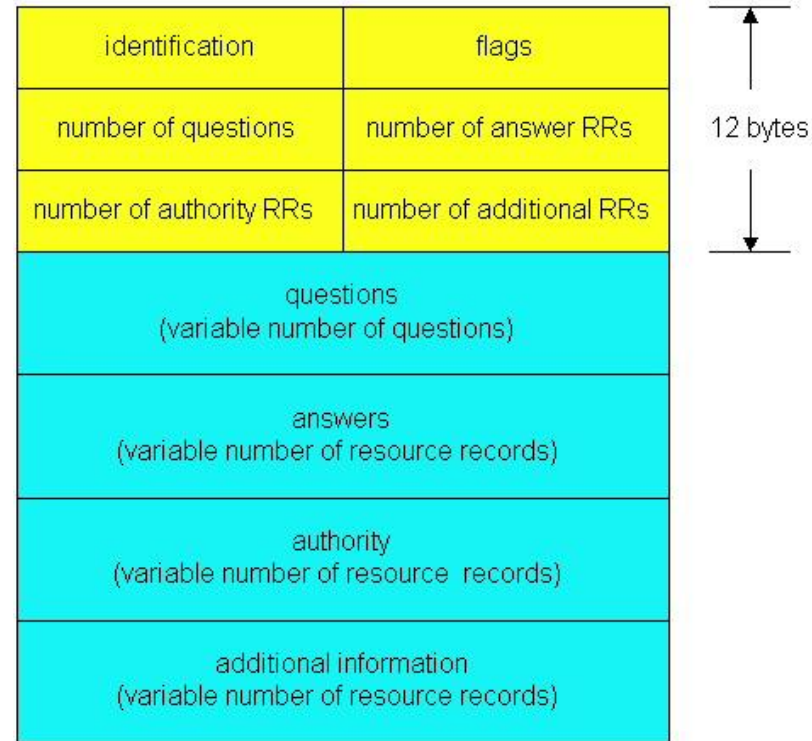 identification flags
number of questions number of answer RRs 12 bytes
number of authority RRs number of additional RRs
questions
(variable number of questions)
answers
(variable number of resource records)
authority
(variable number of resource records)
additional information
(variable number of resource records)